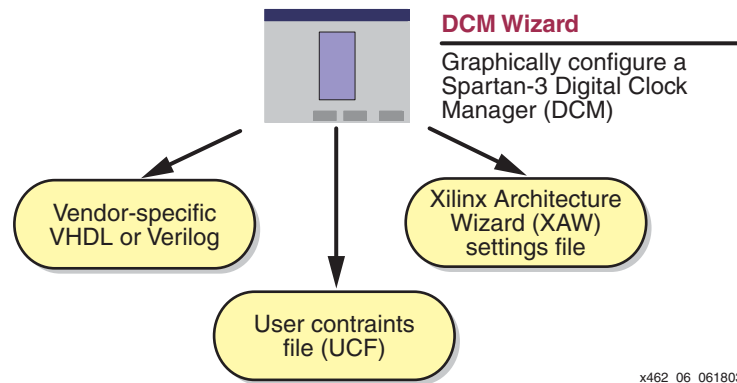 DCM Wizard
Graphically configure a
Spartan-3 Digital Clock
Manager (DCM)
Vendor-specific
VHDL or Verilog
Xilinx Architecture
Wizard (XAW)
settings file
User contraints
file (UCF)
x462_06_061803